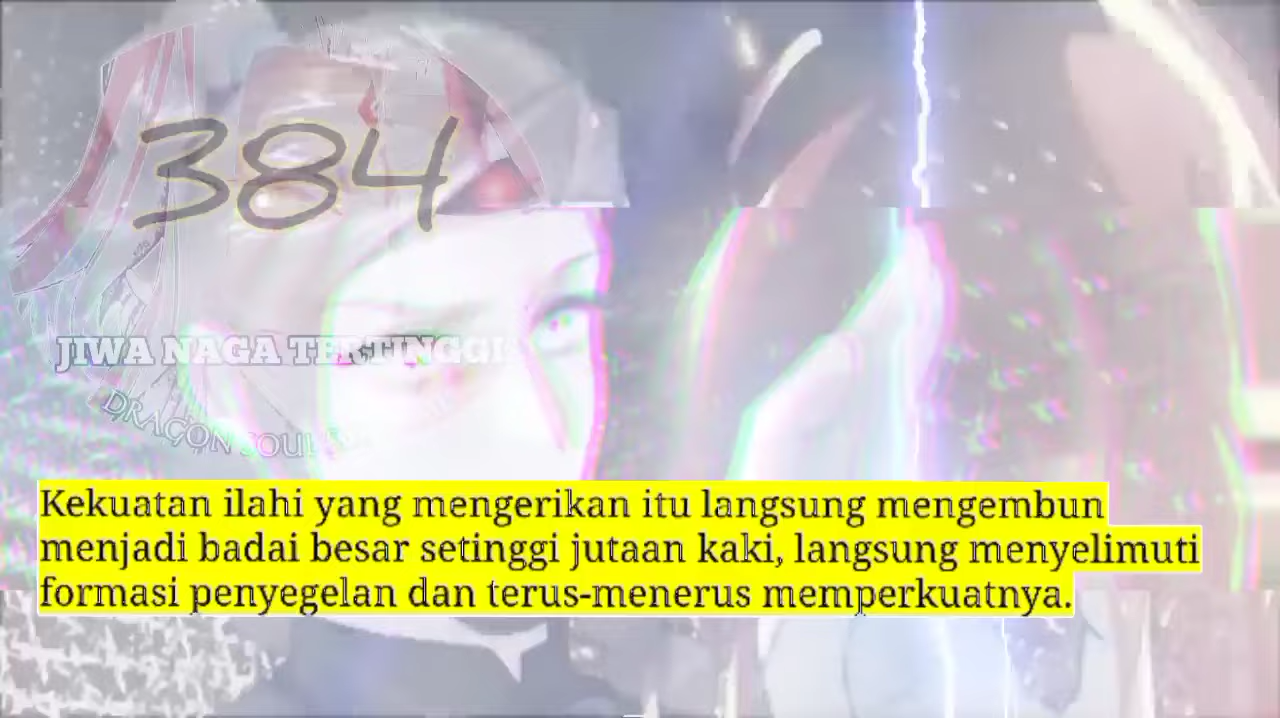 384
JIWA NAGA TERTINGGI
DRAGON SOUL
Kekuatan ilahi yang mengerikan itu langsung mengembun
menjadi badai besar setinggi jutaan kaki, langsung menyelimuti
formasi penyegelan dan terus-menerus memperkuatnya.